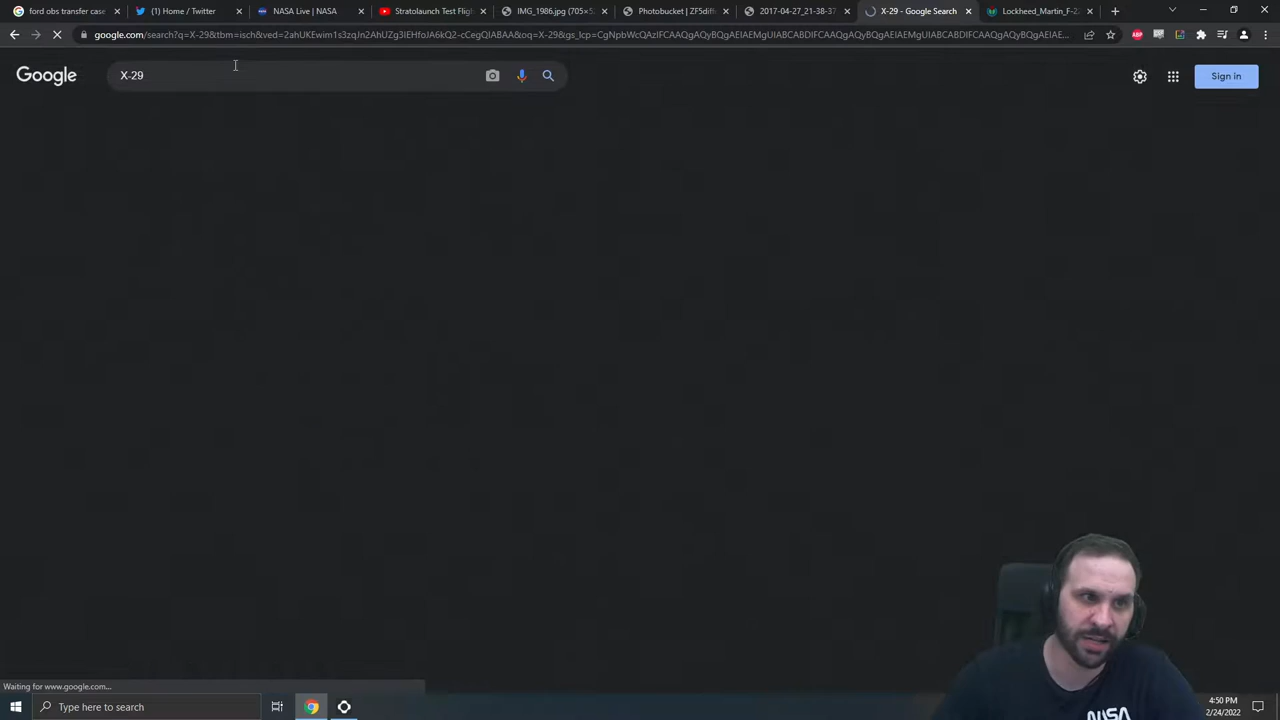 ford obs transfer case
(1) Home / Twitter
NASA Live | NASA
Stratolaunch Test Fligh
IMG_1986.jpg (705×5
Photobucket | ZF5diff
2017-04-27_21-38-37
X-29 - Google Search
Lockheed_Martin_F-2
google.com/search?q=X-29&tbm=isch&ved=2ahUKEwim1s3zqJn2AhUZg3IEHfoJA6kQ2-cCegQIABAA&oq=X-29&gs_lcp=CgNpbWcQAzIFCAAQgAQyBQgAEIAEMgUIABCABDIFCAAQgAQyBQgAEIAEMgUIABCABDIFCAAQgAQyBQgAEIAEMgUIABCABDIFCAAQgAQyBQgAE...
Google
X-29
Sign in
Waiting for www.google.com...
Type here to search
4:50 PM
2/24/2022
NASA